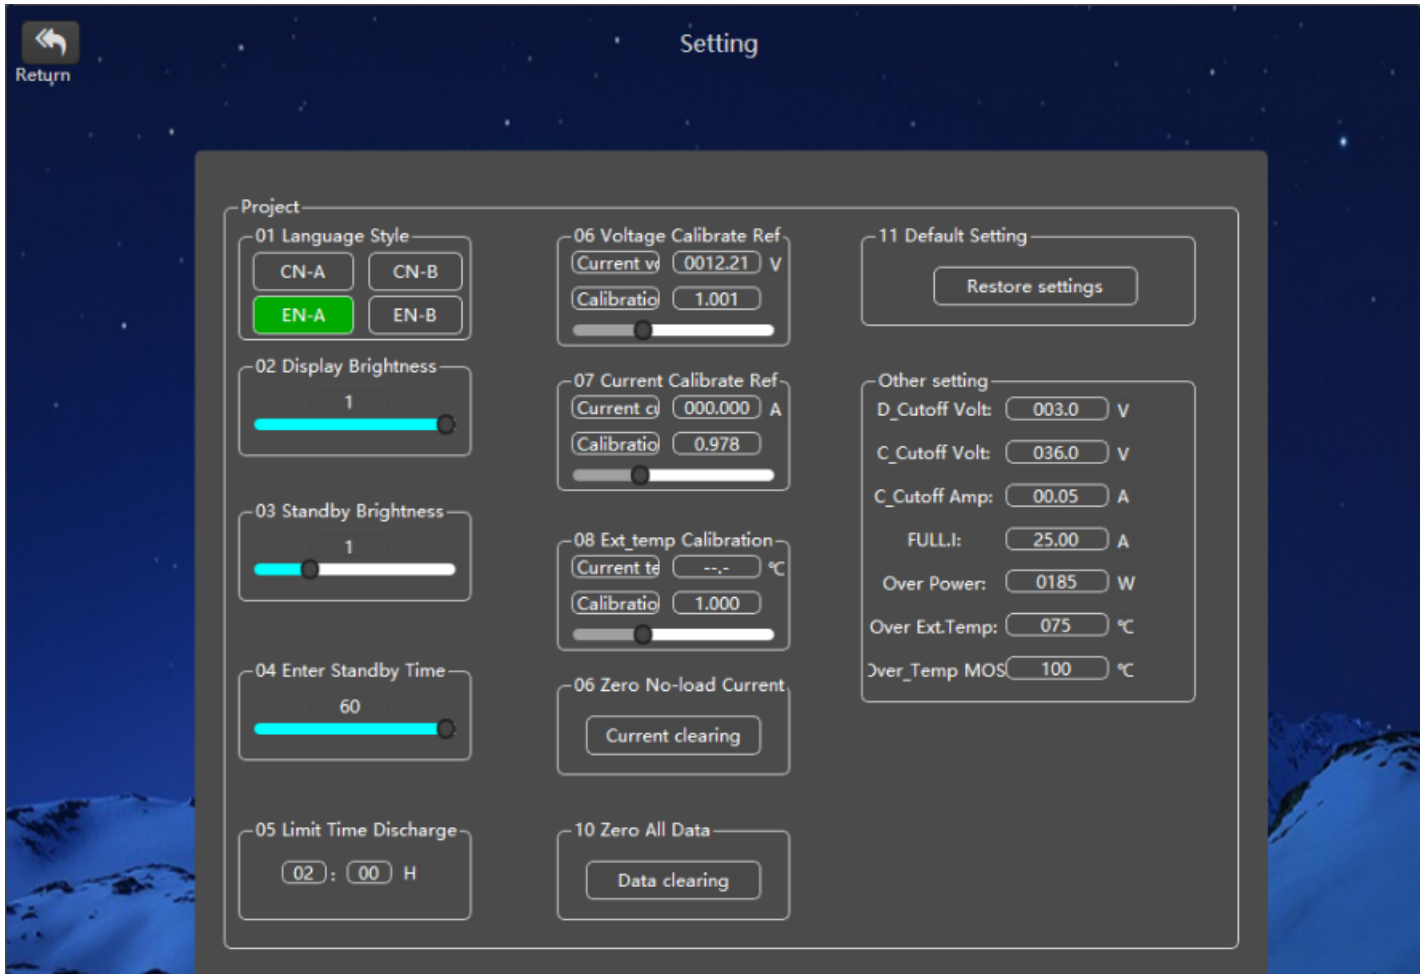 Setting
Return
Project
01 Language Style
CN-A CN-B
EN-A EN-B
02 Display Brightness
1
03 Standby Brightness
1
04 Enter Standby Time
60
05 Limit Time Discharge
02 : 00 H
06 Voltage Calibrate Ref
Current vo 0012.21 V
Calibratio 1.001
07 Current Calibrate Ref
Current cu 000.000 A
Calibratio 0.978
08 Ext_temp Calibration
Current te --.- ℃
Calibratio 1.000
06 Zero No-load Current
Current clearing
10 Zero All Data
Data clearing
11 Default Setting
Restore settings
Other setting
D_Cutoff Volt: 003.0 V
C_Cutoff Volt: 036.0 V
C_Cutoff Amp: 00.05 A
FULL.I: 25.00 A
Over Power: 0185 W
Over Ext.Temp: 075 ℃
Over_Temp MOS 100 ℃